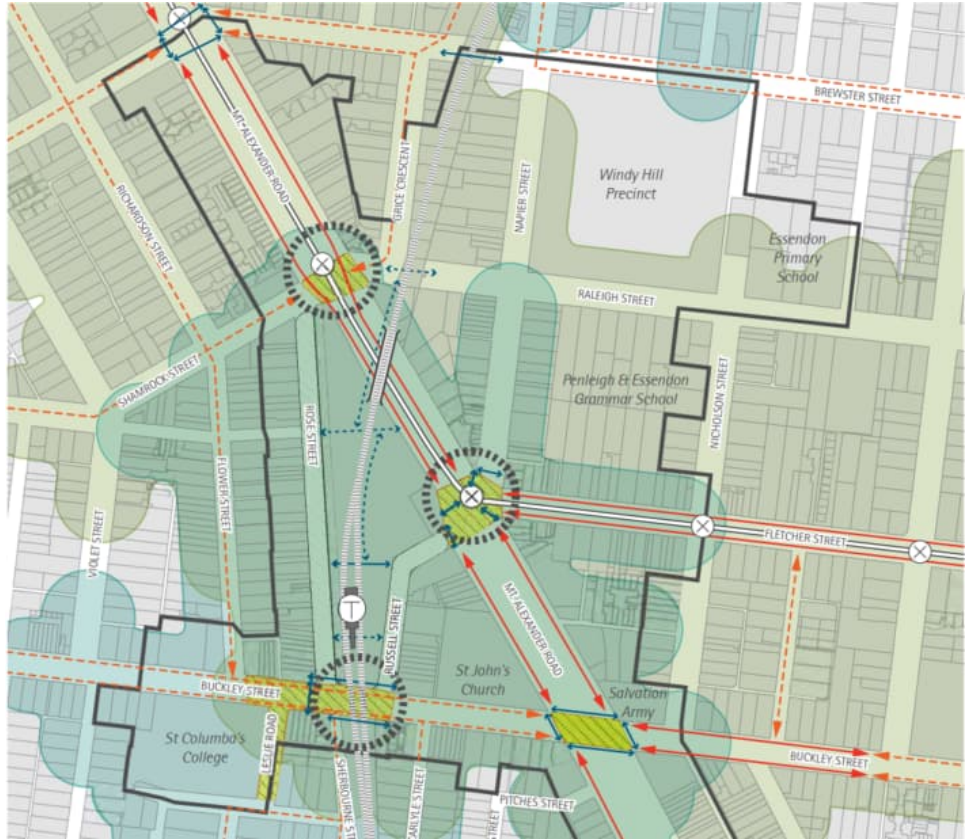 BREWSTER STREET
MT. ALEXANDER ROAD
GRICE CRESCENT
NAPIER STREET
Windy Hill
Precinct
RICHARDSON STREET
Essendon
Primary
School
RALEIGH STREET
SHAMROCK STREET
Penleigh & Essendon
Grammar School
NICHOLSON STREET
ROSE STREET
FLOWER STREET
VIOLET STREET
FLETCHER STREET
T
RUSSELL STREET
MT. ALEXANDER ROAD
St John's
Church
Salvation
Army
BUCKLEY STREET
St Columba's
College
LESLIE ROAD
BUCKLEY STREET
SHERBOURNE ST
CARLYLE STREET
PITCHES STREET
STREET